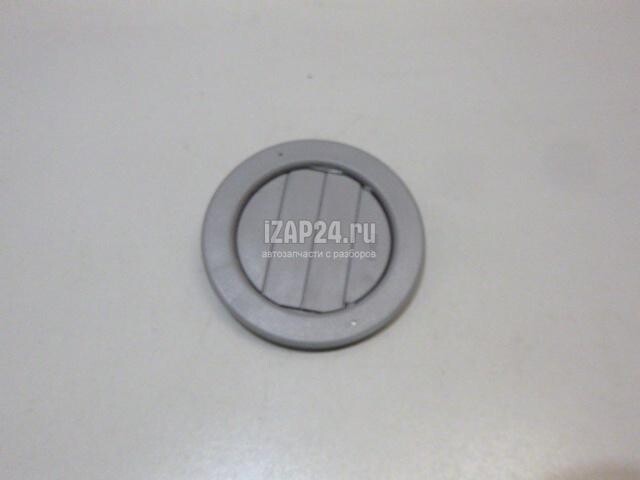 iZAP24.ru
автозапчасти с разборов